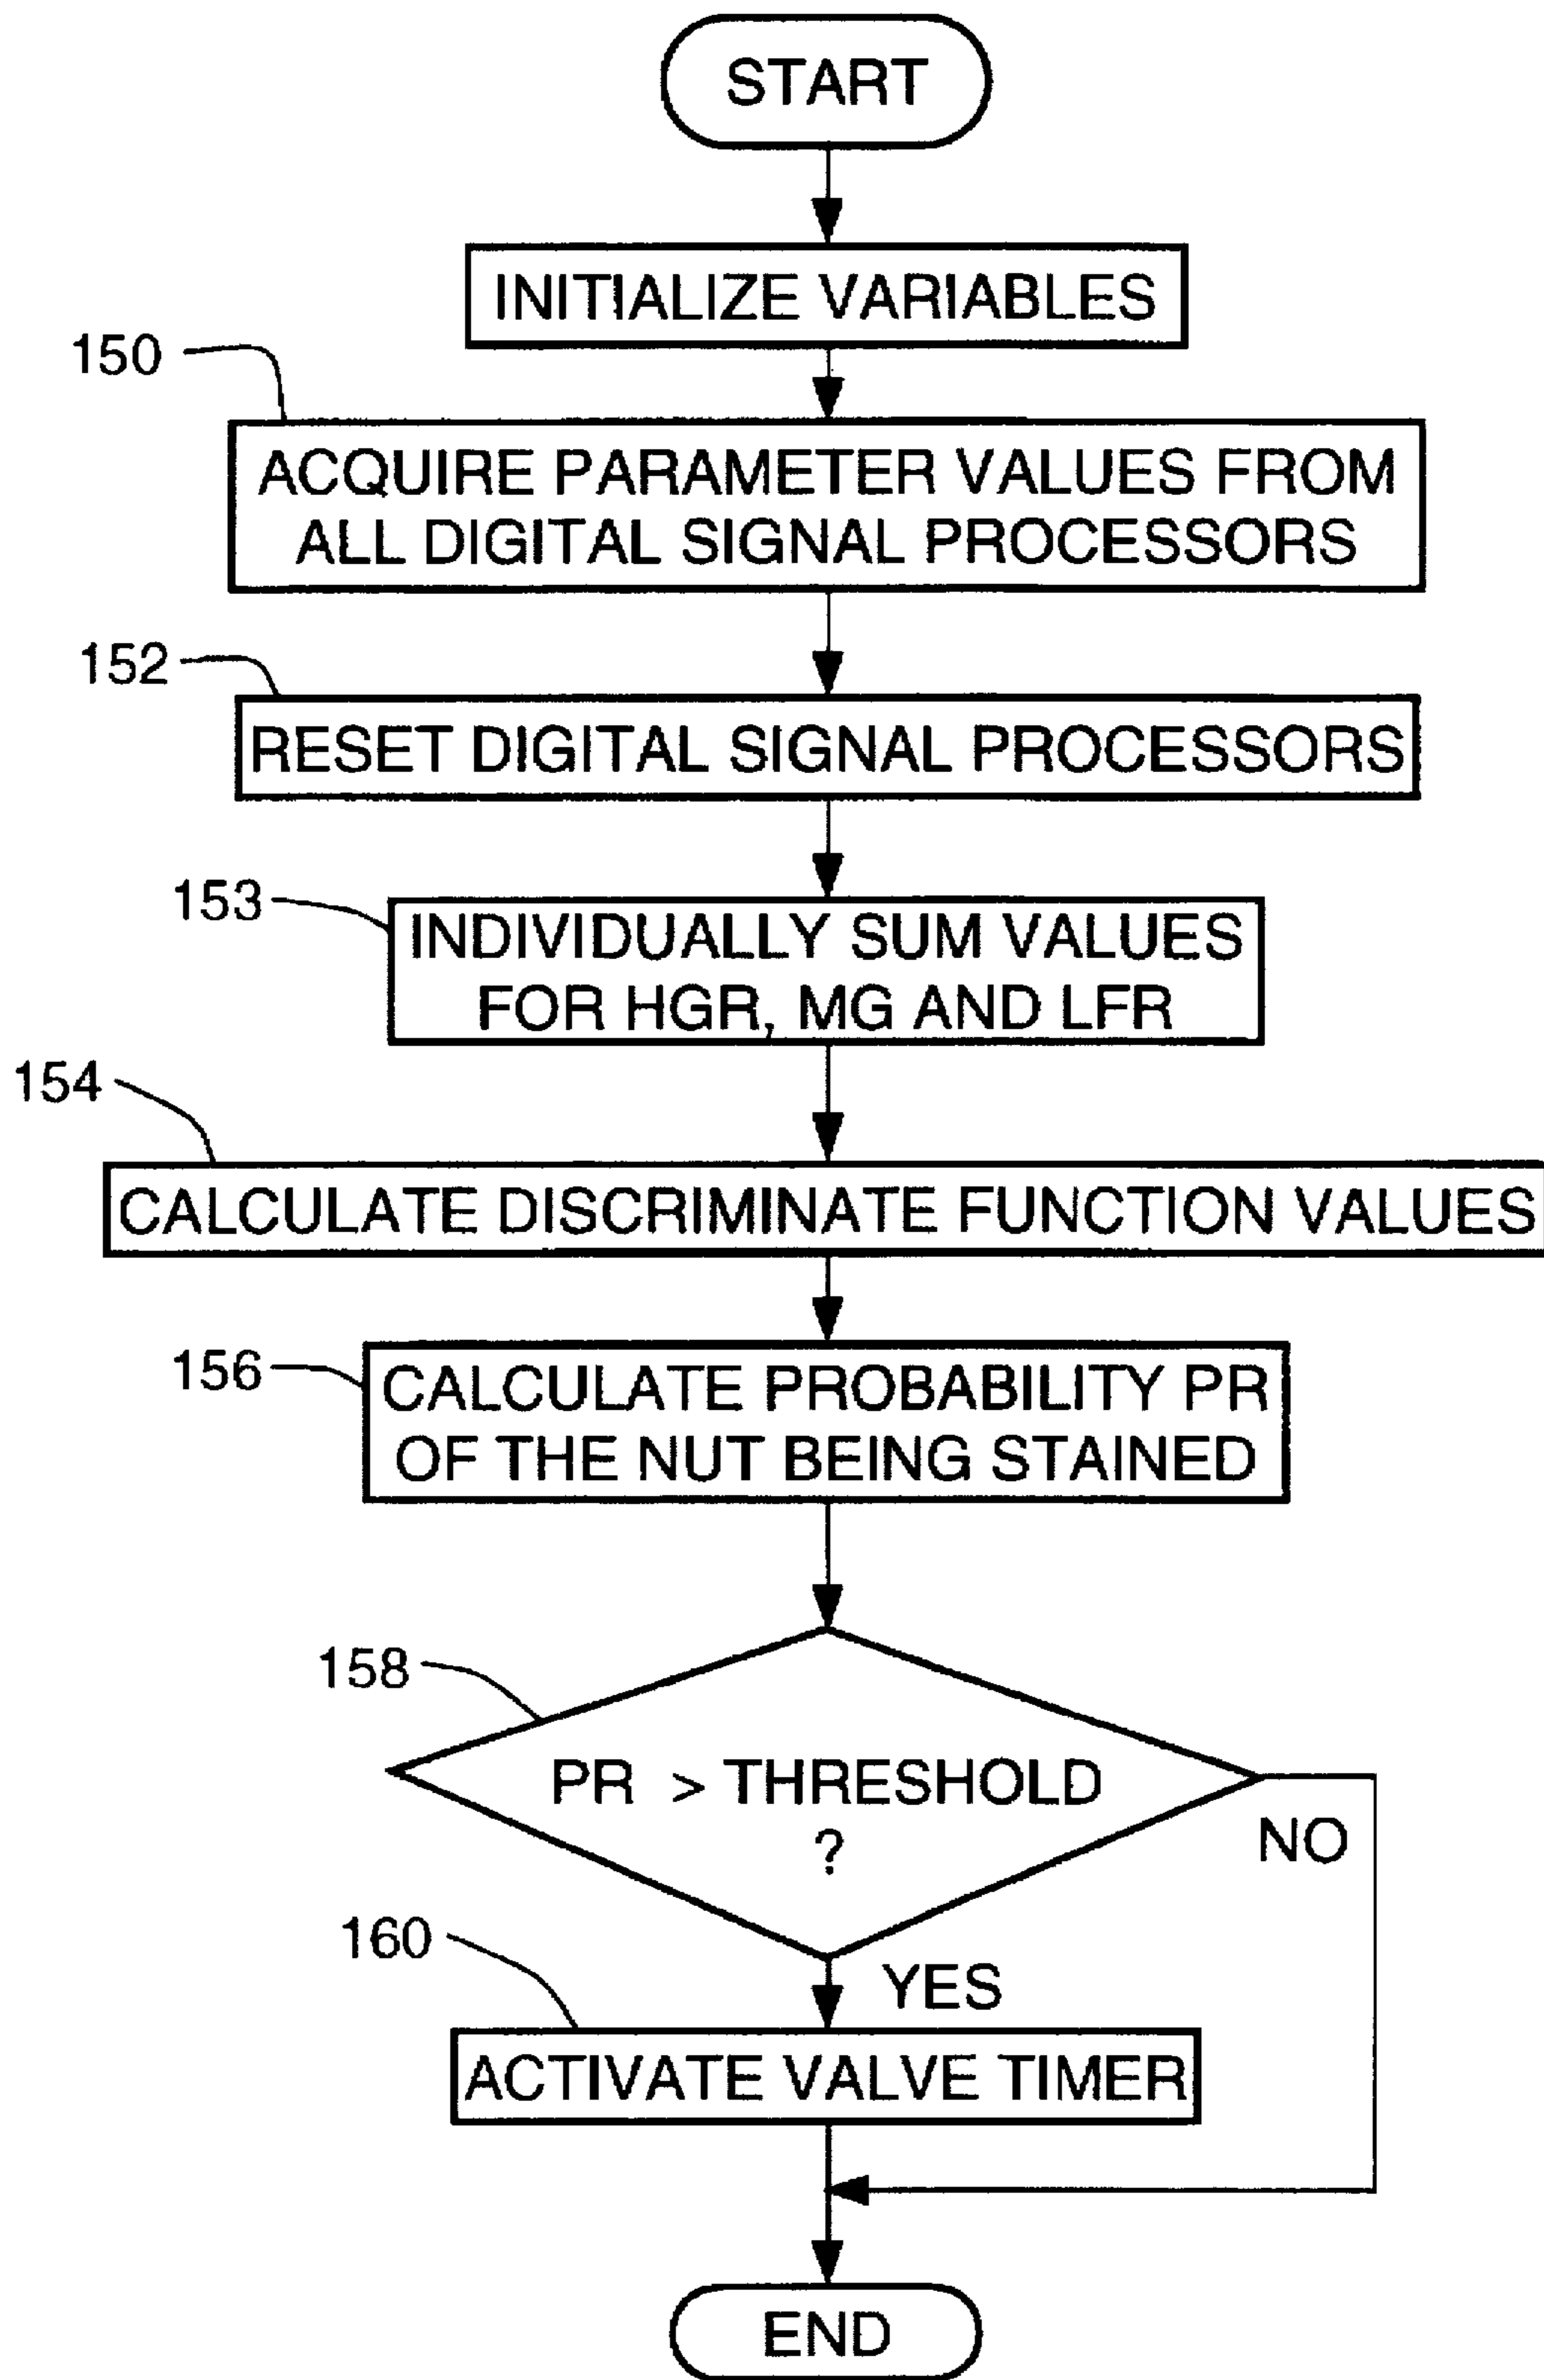 START
INITIALIZE VARIABLES
150
ACQUIRE PARAMETER VALUES FROM
ALL DIGITAL SIGNAL PROCESSORS
152
RESET DIGITAL SIGNAL PROCESSORS
153
INDIVIDUALLY SUM VALUES
FOR HGR, MG AND LFR
154
CALCULATE DISCRIMINATE FUNCTION VALUES
156
CALCULATE PROBABILITY PR
OF THE NUT BEING STAINED
158
PR > THRESHOLD
?
NO
160
YES
ACTIVATE VALVE TIMER
END